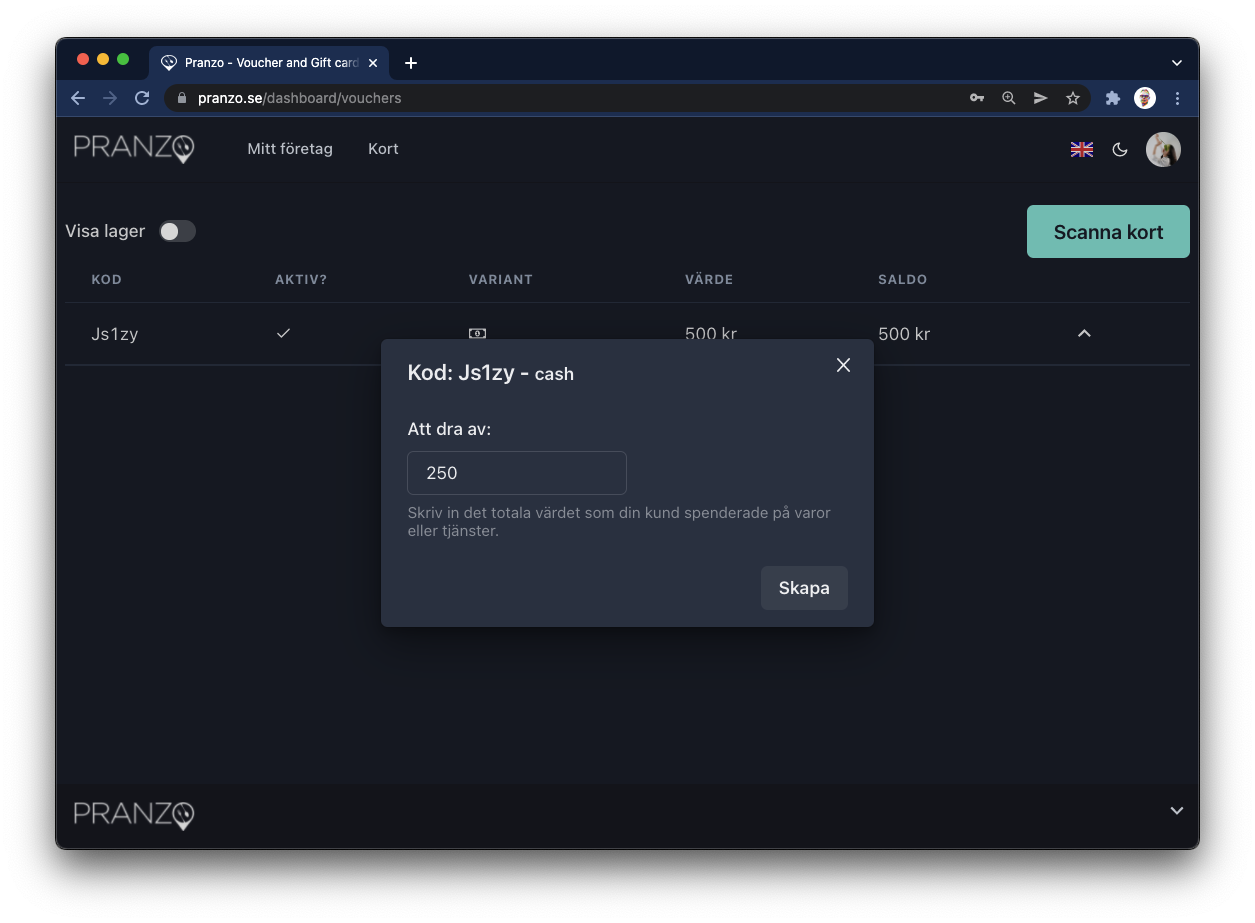 Pranzo - Voucher and Gift card
pranzo.se/dashboard/vouchers
PRANZO
Mitt företag
Kort
Visa lager
Scanna kort
KOD AKTIV? VARIANT VÄRDE SALDO
Js1zy 500 kr 500 kr
Kod: Js1zy - cash
Att dra av:
250
Skriv in det totala värdet som din kund spenderade på varor
eller tjänster.
Skapa
PRANZO